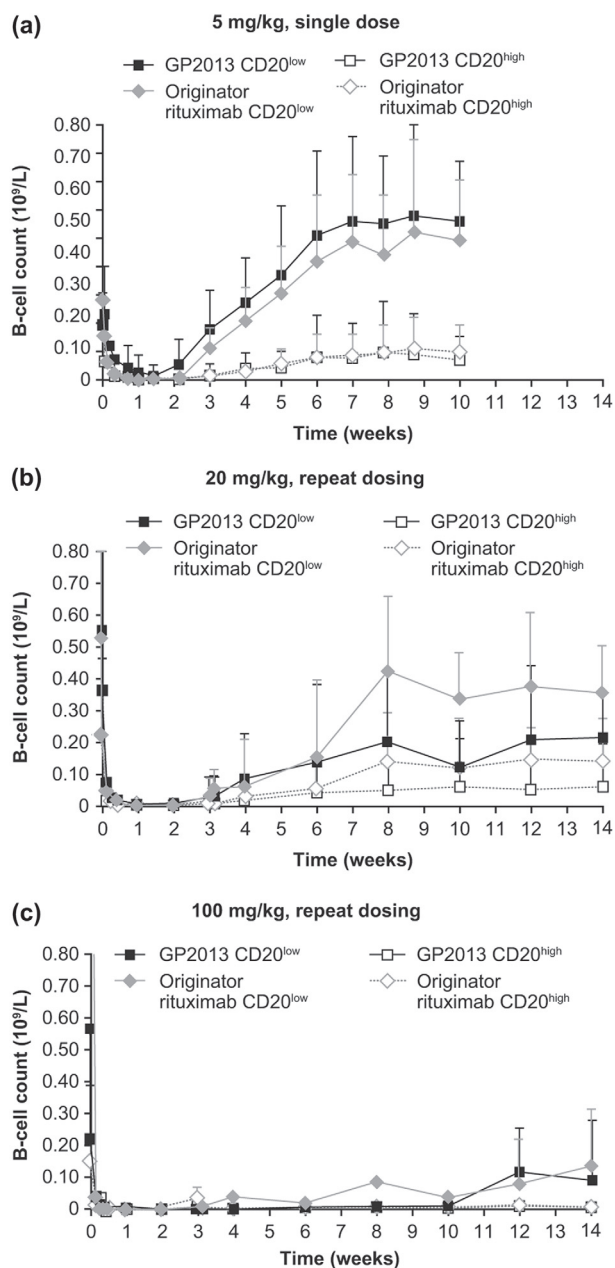 (a)
5 mg/kg, single dose
GP2013 CD20low
GP2013 CD20high
Originator
rituximab CD20low
Originator
rituximab CD20high
B-cell count (10⁹/L)
0.80
0.70
0.60
0.50
0.40
0.30
0.20
0.10
0
0 1 2 3 4 5 6 7 8 9 10 11 12 13 14
Time (weeks)
(b)
20 mg/kg, repeat dosing
GP2013 CD20low
GP2013 CD20high
Originator
rituximab CD20low
Originator
rituximab CD20high
B-cell count (10⁹/L)
0.80
0.70
0.60
0.50
0.40
0.30
0.20
0.10
0
0 1 2 3 4 5 6 7 8 9 10 11 12 13 14
Time (weeks)
(c)
100 mg/kg, repeat dosing
GP2013 CD20low
GP2013 CD20high
Originator
rituximab CD20low
Originator
rituximab CD20high
B-cell count (10⁹/L)
0.80
0.70
0.60
0.50
0.40
0.30
0.20
0.10
0
0 1 2 3 4 5 6 7 8 9 10 11 12 13 14
Time (weeks)